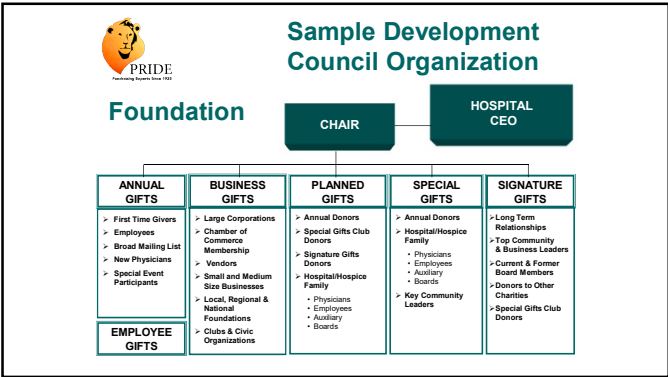 PRIDE
Fundraising Experts Since 1985
Sample Development
Council Organization
Foundation
CHAIR
HOSPITAL
CEO
ANNUAL
GIFTS
➢ First Time Givers
➢ Employees
➢ Broad Mailing List
➢ New Physicians
➢ Special Event
Participants
EMPLOYEE
GIFTS
BUSINESS
GIFTS
➢ Large Corporations
➢ Chamber of
Commerce
Membership
➢ Vendors
➢ Small and Medium
Size Businesses
➢ Local, Regional &
National
Foundations
➢ Clubs & Civic
Organizations
PLANNED
GIFTS
➢ Annual Donors
➢ Special Gifts Club
Donors
➢ Signature Gifts
Donors
➢ Hospital/Hospice
Family
• Physicians
• Employees
• Auxiliary
• Boards
SPECIAL
GIFTS
➢ Annual Donors
➢ Hospital/Hospice
Family
• Physicians
• Employees
• Auxiliary
• Boards
➢ Key Community
Leaders
SIGNATURE
GIFTS
➢Long Term
Relationships
➢Top Community
& Business Leaders
➢Current & Former
Board Members
➢Donors to Other
Charities
➢Special Gifts Club
Donors